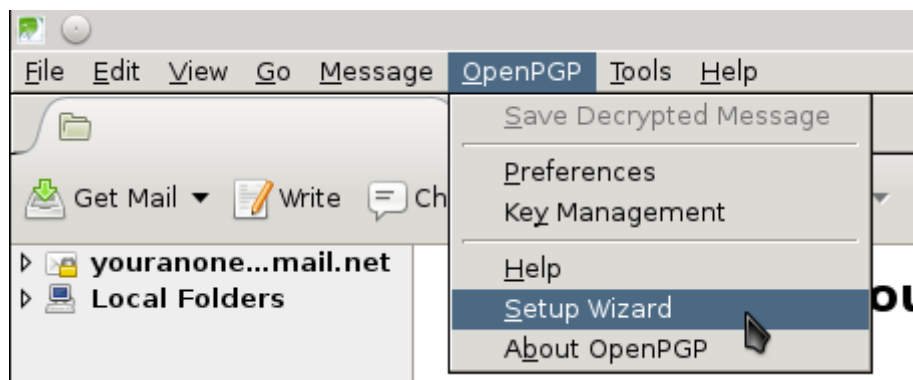 File Edit View Go Message OpenPGP Tools Help
Save Decrypted Message
Get Mail Write Ch
Preferences
Key Management
youranone...mail.net
Local Folders
Help
Setup Wizard
About OpenPGP